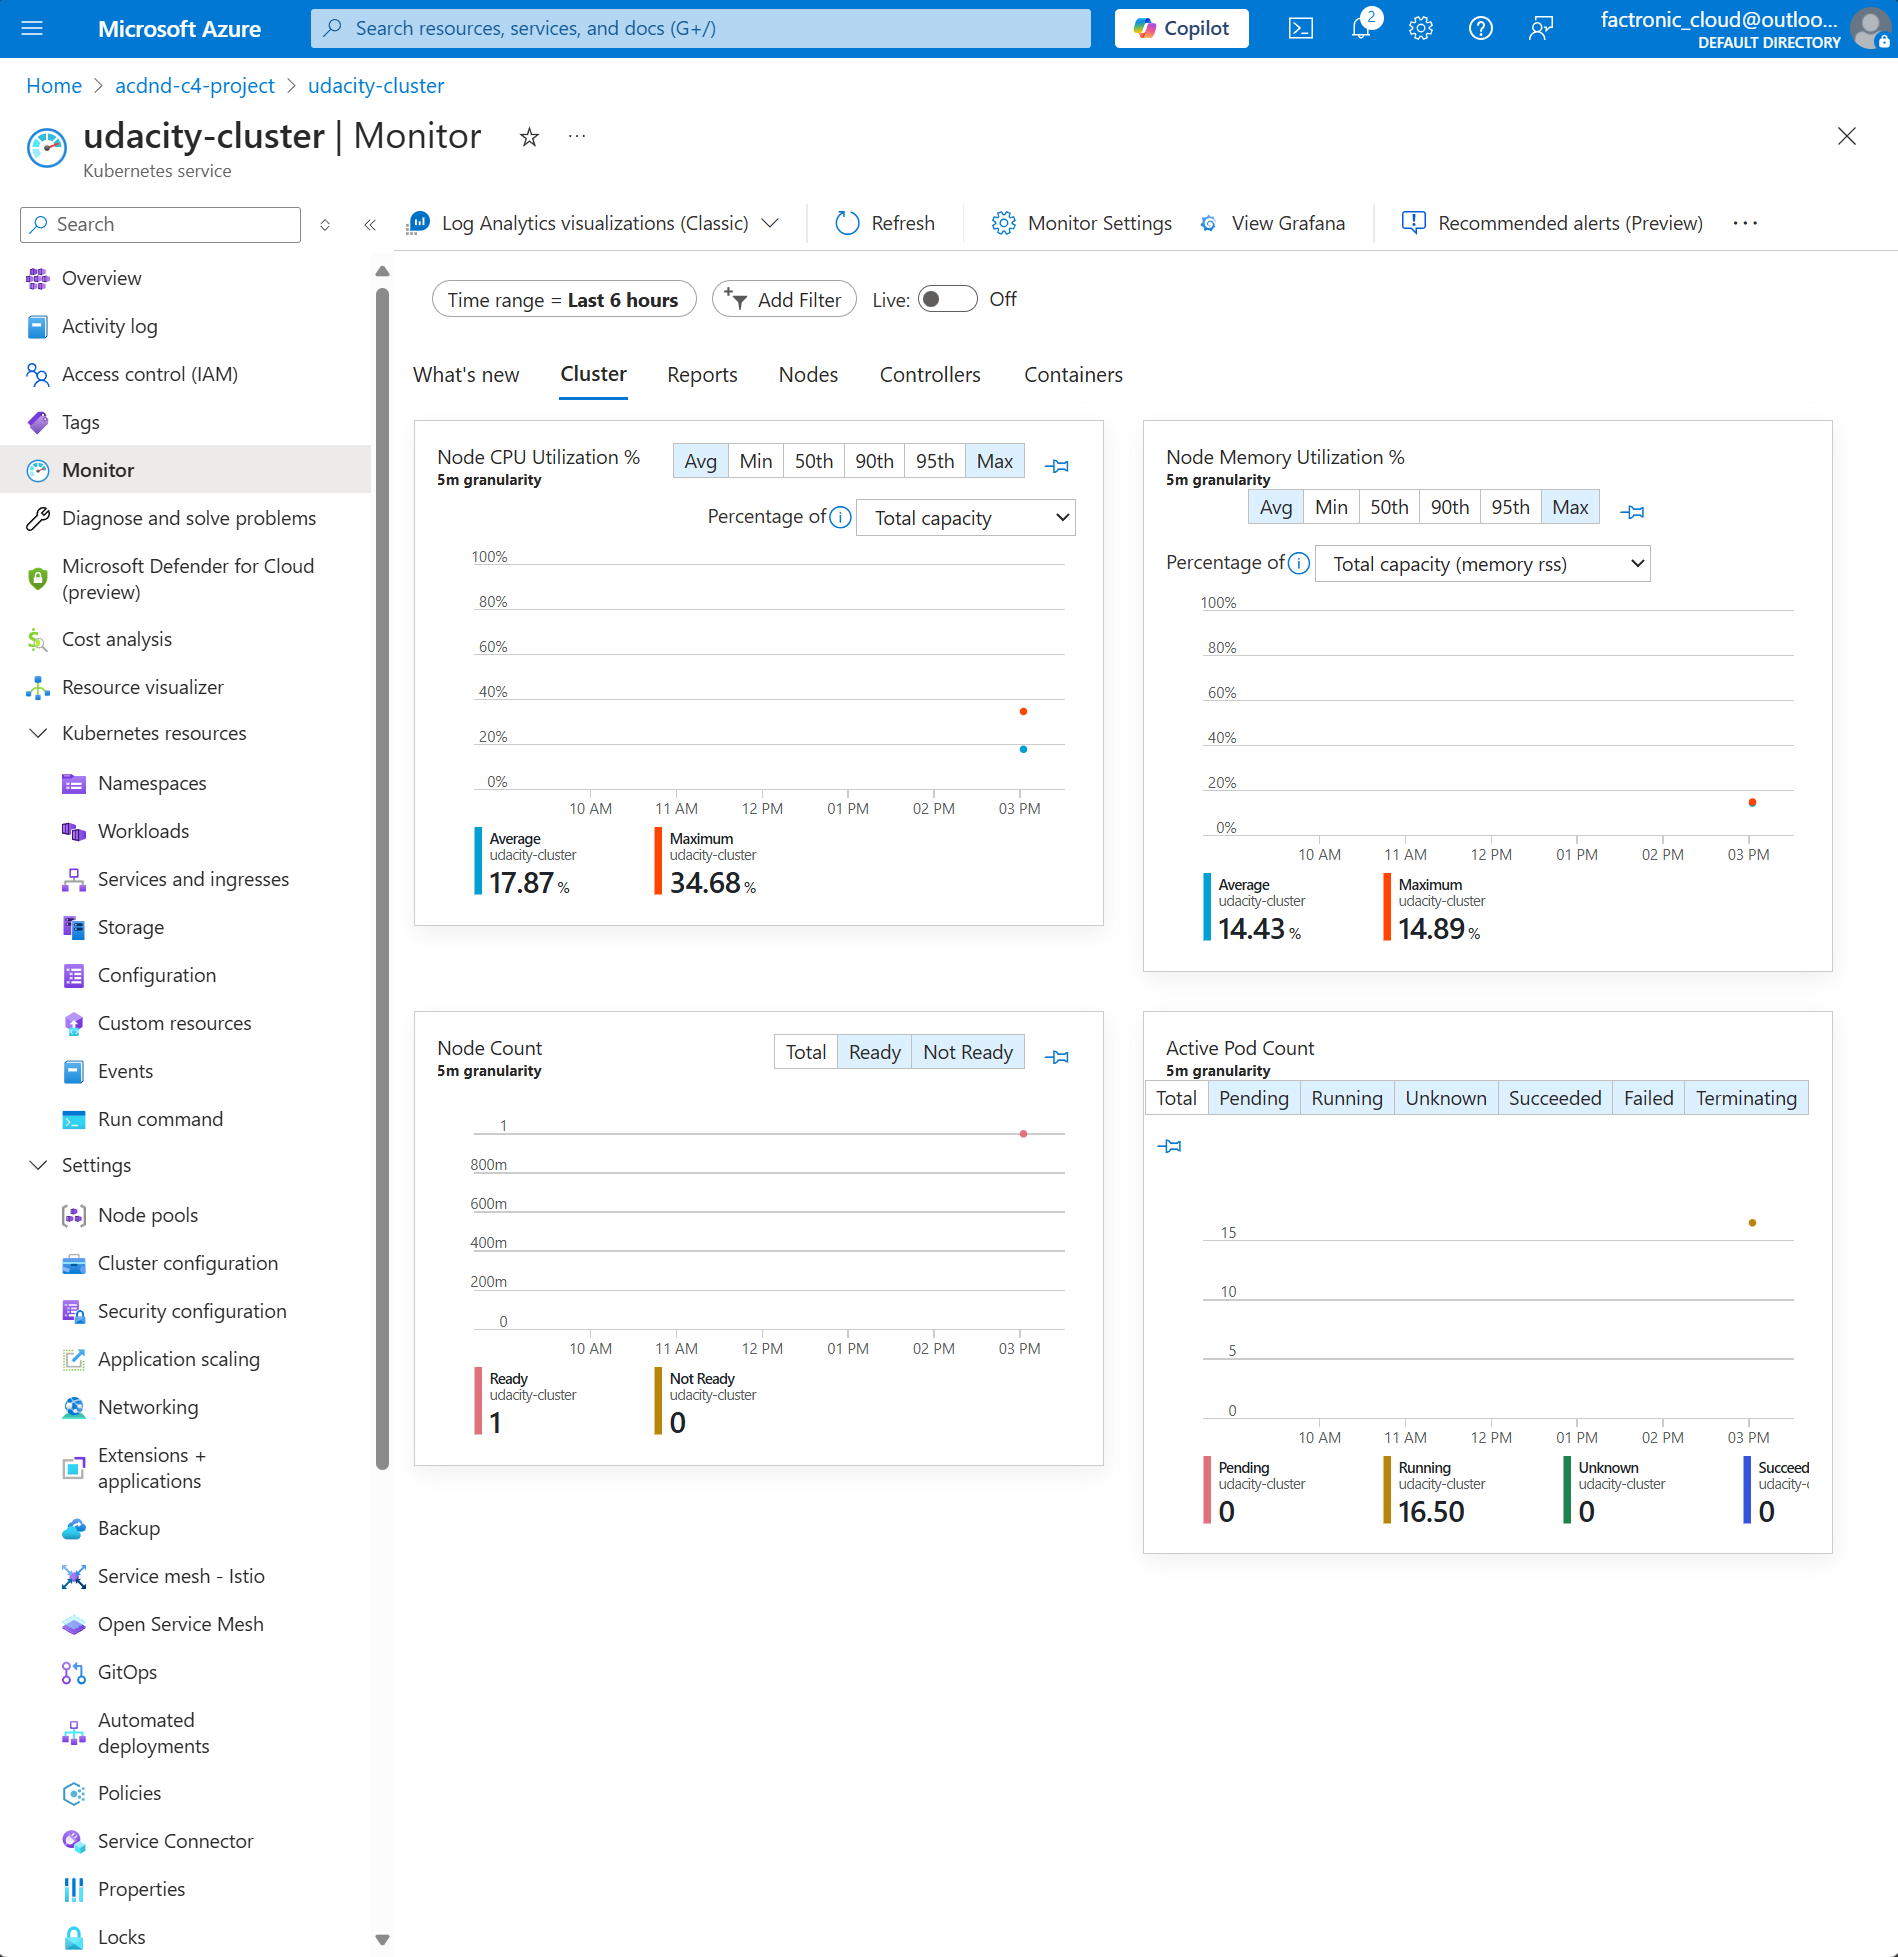 Microsoft Azure
Search resources, services, and docs (G+/)
Copilot
2
factronic_cloud@outloo...
DEFAULT DIRECTORY
Home > acdnd-c4-project > udacity-cluster
udacity-cluster | Monitor
Kubernetes service
Search
Log Analytics visualizations (Classic)
Refresh
Monitor Settings
View Grafana
Recommended alerts (Preview)
Overview
Activity log
Access control (IAM)
Tags
Monitor
Diagnose and solve problems
Microsoft Defender for Cloud
(preview)
Cost analysis
Resource visualizer
Kubernetes resources
Namespaces
Workloads
Services and ingresses
Storage
Configuration
Custom resources
Events
Run command
Settings
Node pools
Cluster configuration
Security configuration
Application scaling
Networking
Extensions +
applications
Backup
Service mesh - Istio
Open Service Mesh
GitOps
Automated
deployments
Policies
Service Connector
Properties
Locks
Time range = Last 6 hours
Add Filter
Live: Off
What's new Cluster Reports Nodes Controllers Containers
Node CPU Utilization %
5m granularity
Avg Min 50th 90th 95th Max
Percentage of Total capacity
100%
80%
60%
40%
20%
0%
10 AM 11 AM 12 PM 01 PM 02 PM 03 PM
Average
udacity-cluster
17.87 %
Maximum
udacity-cluster
34.68 %
Node Memory Utilization %
5m granularity
Avg Min 50th 90th 95th Max
Percentage of Total capacity (memory rss)
100%
80%
60%
40%
20%
0%
10 AM 11 AM 12 PM 01 PM 02 PM 03 PM
Average
udacity-cluster
14.43 %
Maximum
udacity-cluster
14.89 %
Node Count
5m granularity
Total Ready Not Ready
1
800m
600m
400m
200m
0
10 AM 11 AM 12 PM 01 PM 02 PM 03 PM
Ready
udacity-cluster
1
Not Ready
udacity-cluster
0
Active Pod Count
5m granularity
Total Pending Running Unknown Succeeded Failed Terminating
15
10
5
0
10 AM 11 AM 12 PM 01 PM 02 PM 03 PM
Pending
udacity-cluster
0
Running
udacity-cluster
16.50
Unknown
udacity-cluster
0
Succeed
udacity-c
0